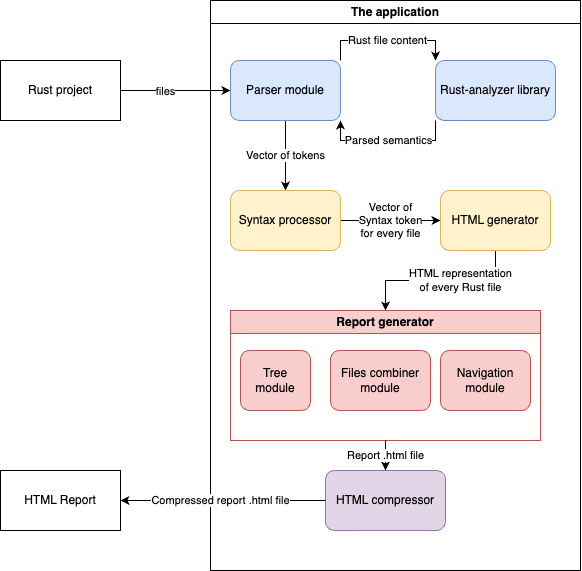 The application
Rust file content
Rust project
files
Parser module
Rust-analyzer library
Parsed semantics
Vector of tokens
Syntax processor
Vector of
Syntax token
for every file
HTML generator
HTML representation
of every Rust file
Report generator
Tree
module
Files combiner
module
Navigation
module
Report .html file
HTML Report
Compressed report .html file
HTML compressor